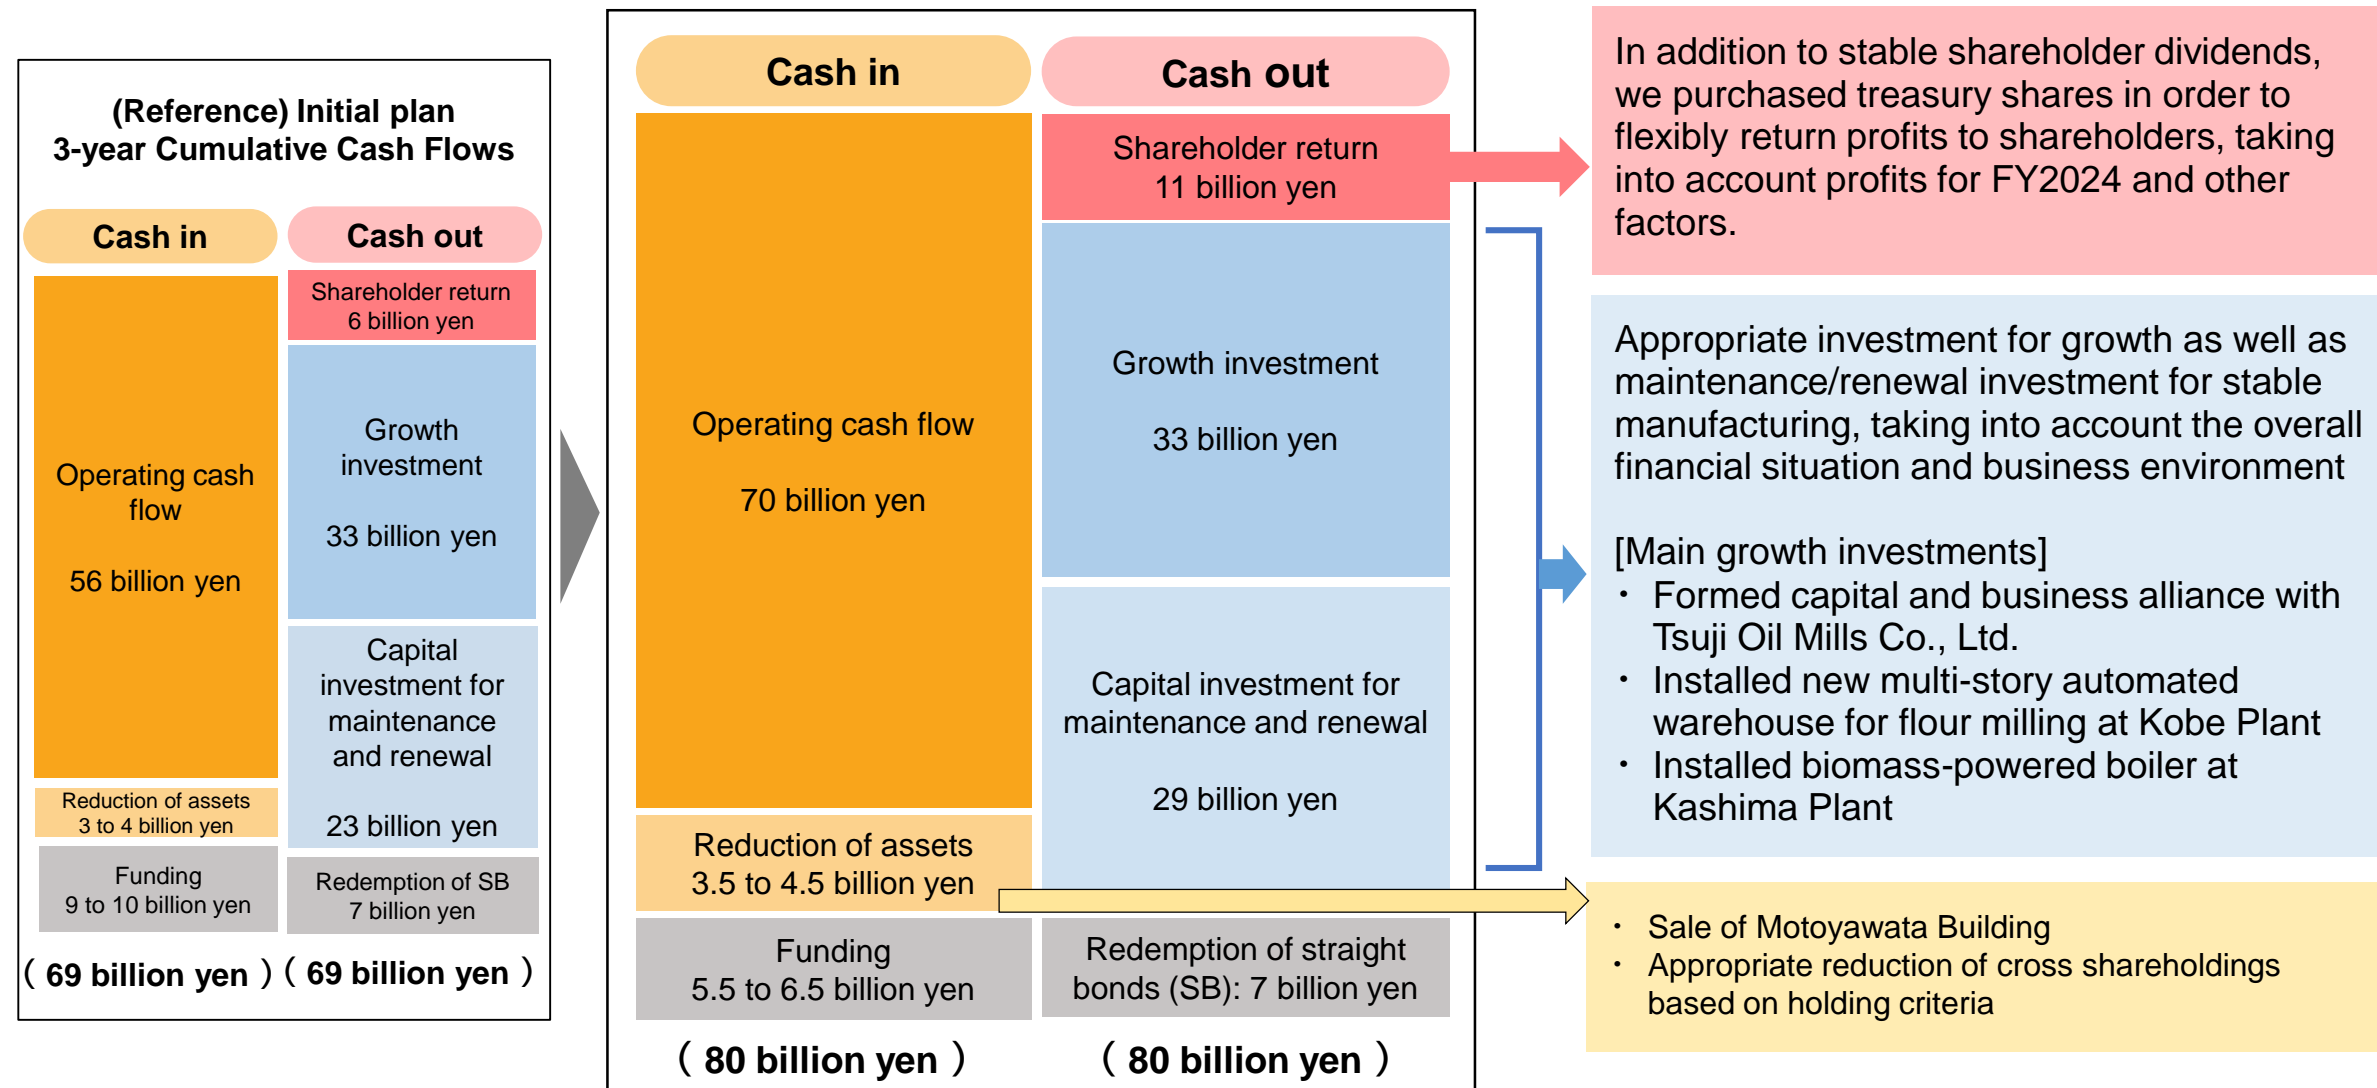 (Reference) Initial plan
3-year Cumulative Cash Flows
Cash in
Cash out
Operating cash
flow
56 billion yen
Reduction of assets
3 to 4 billion yen
Funding
9 to 10 billion yen
( 69 billion yen )
Shareholder return
6 billion yen
Growth
investment
33 billion yen
Capital
investment for
maintenance
and renewal
23 billion yen
Redemption of SB
7 billion yen
( 69 billion yen )
Cash in
Cash out
Operating cash flow
70 billion yen
Reduction of assets
3.5 to 4.5 billion yen
Funding
5.5 to 6.5 billion yen
( 80 billion yen )
Shareholder return
11 billion yen
Growth investment
33 billion yen
Capital investment for
maintenance and renewal
29 billion yen
Redemption of straight
bonds (SB): 7 billion yen
( 80 billion yen )
In addition to stable shareholder dividends,
we purchased treasury shares in order to
flexibly return profits to shareholders, taking
into account profits for FY2024 and other
factors.
Appropriate investment for growth as well as
maintenance/renewal investment for stable
manufacturing, taking into account the overall
financial situation and business environment
[Main growth investments]
・ Formed capital and business alliance with
Tsuji Oil Mills Co., Ltd.
・ Installed new multi-story automated
warehouse for flour milling at Kobe Plant
・ Installed biomass-powered boiler at
Kashima Plant
・ Sale of Motoyawata Building
・ Appropriate reduction of cross shareholdings
based on holding criteria